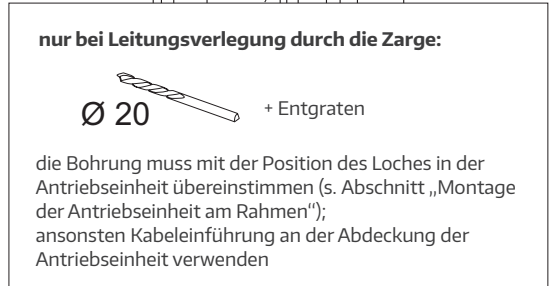 nur bei Leitungsverlegung durch die Zarge:
Ø 20
+ Entgraten
die Bohrung muss mit der Position des Loches in der
Antriebseinheit übereinstimmen (s. Abschnitt „Montage
der Antriebseinheit am Rahmen“);
ansonsten Kabeleinführung an der Abdeckung der
Antriebseinheit verwenden